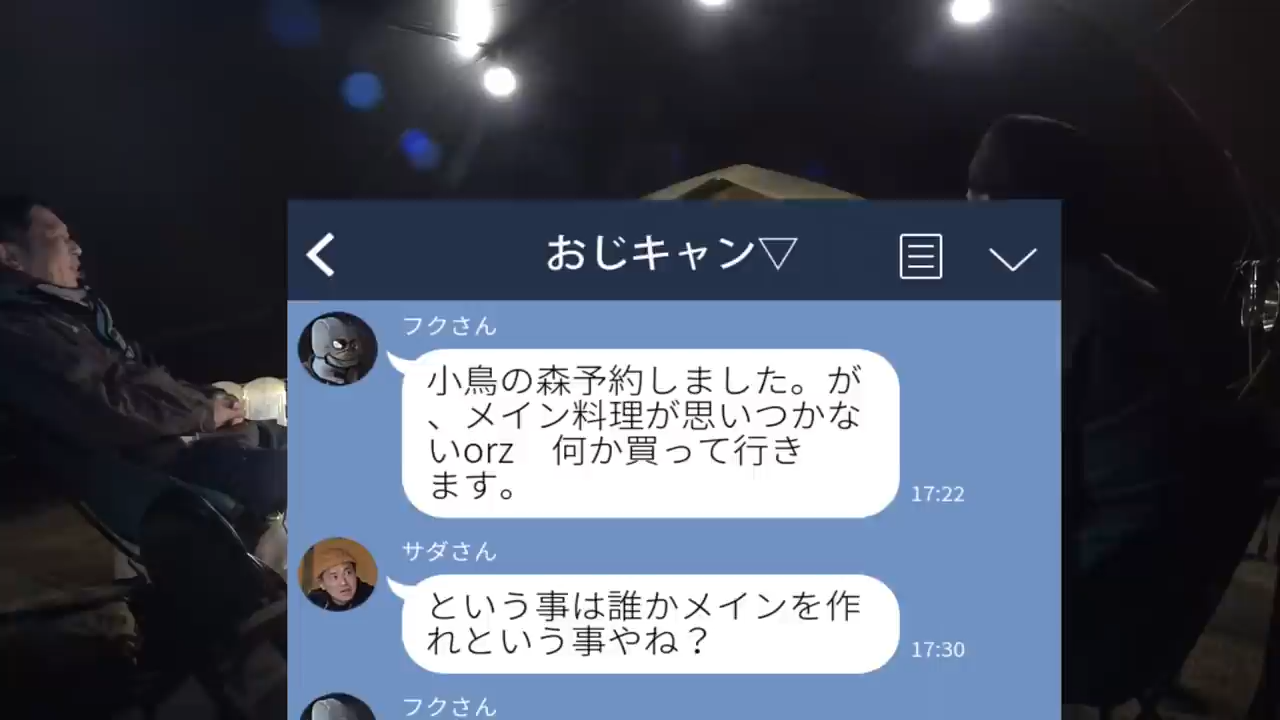 おじキャン▽
フクさん
小鳥の森予約しました。が
、メイン料理が思いつかな
いorz　何か買って行き
ます。
17:22
サダさん
という事は誰かメインを作
れという事やね？
17:30
フクさん